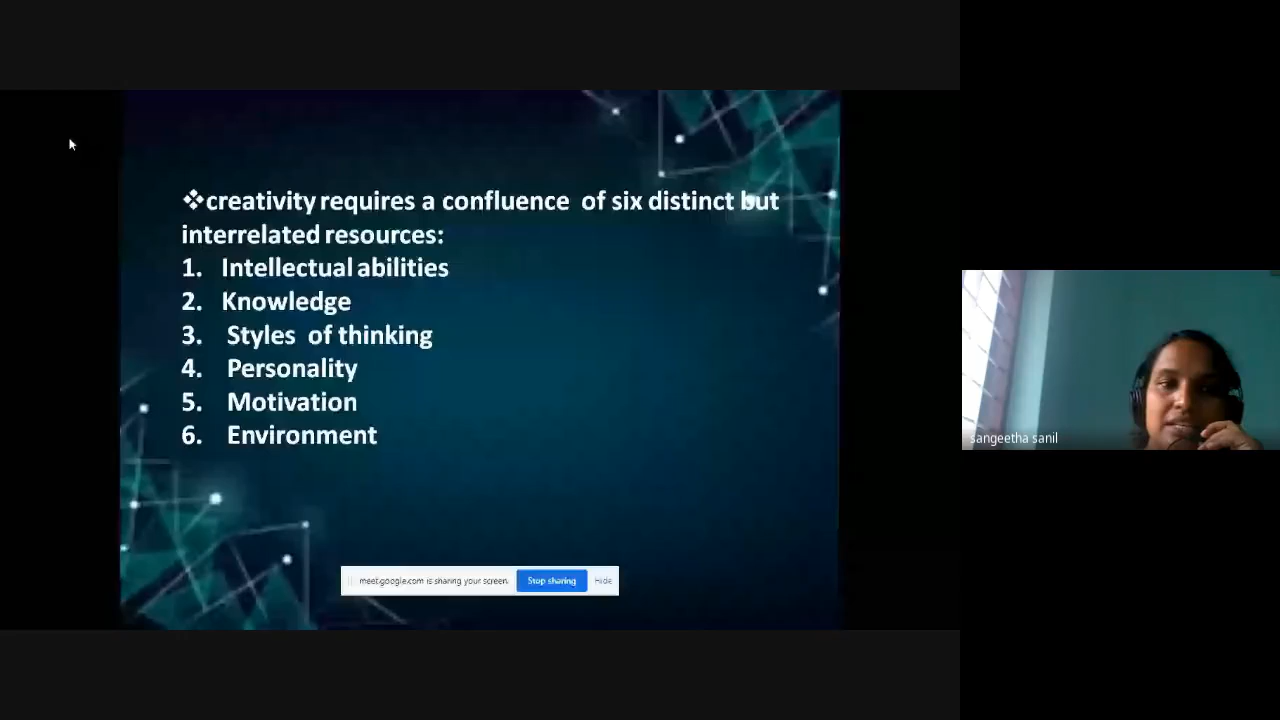 ❖creativity requires a confluence of six distinct but
interrelated resources:
1. Intellectual abilities
2. Knowledge
3. Styles of thinking
4. Personality
5. Motivation
6. Environment
meet.google.com is sharing your screen. Stop sharing Hide
sangeetha sanil